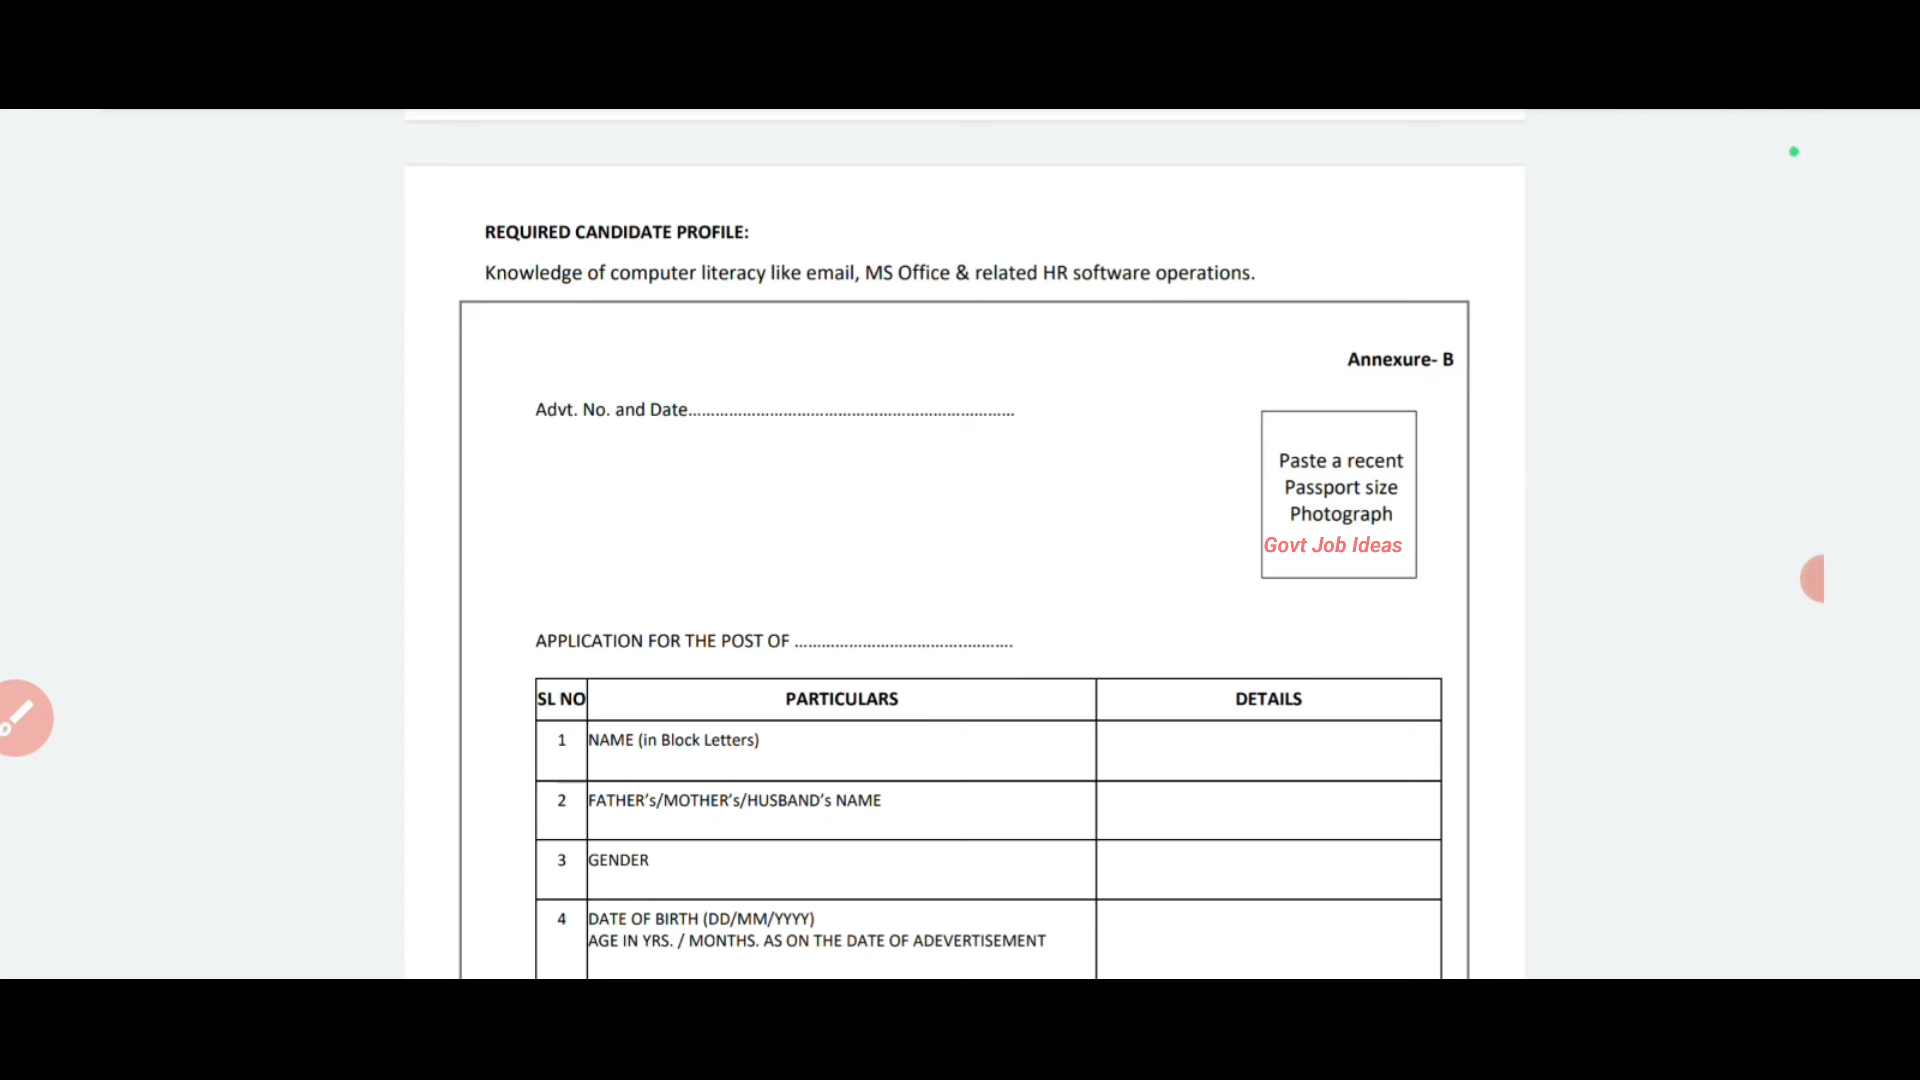 REQUIRED CANDIDATE PROFILE:
Knowledge of computer literacy like email, MS Office & related HR software operations.
Annexure- B
Advt. No. and Date......................................................................
Paste a recent
Passport size
Photograph
Govt Job Ideas
APPLICATION FOR THE POST OF ...............................................
SL NO PARTICULARS DETAILS
1 NAME (in Block Letters)
2 FATHER's/MOTHER's/HUSBAND's NAME
3 GENDER
4 DATE OF BIRTH (DD/MM/YYYY)
AGE IN YRS. / MONTHS. AS ON THE DATE OF ADEVERTISEMENT